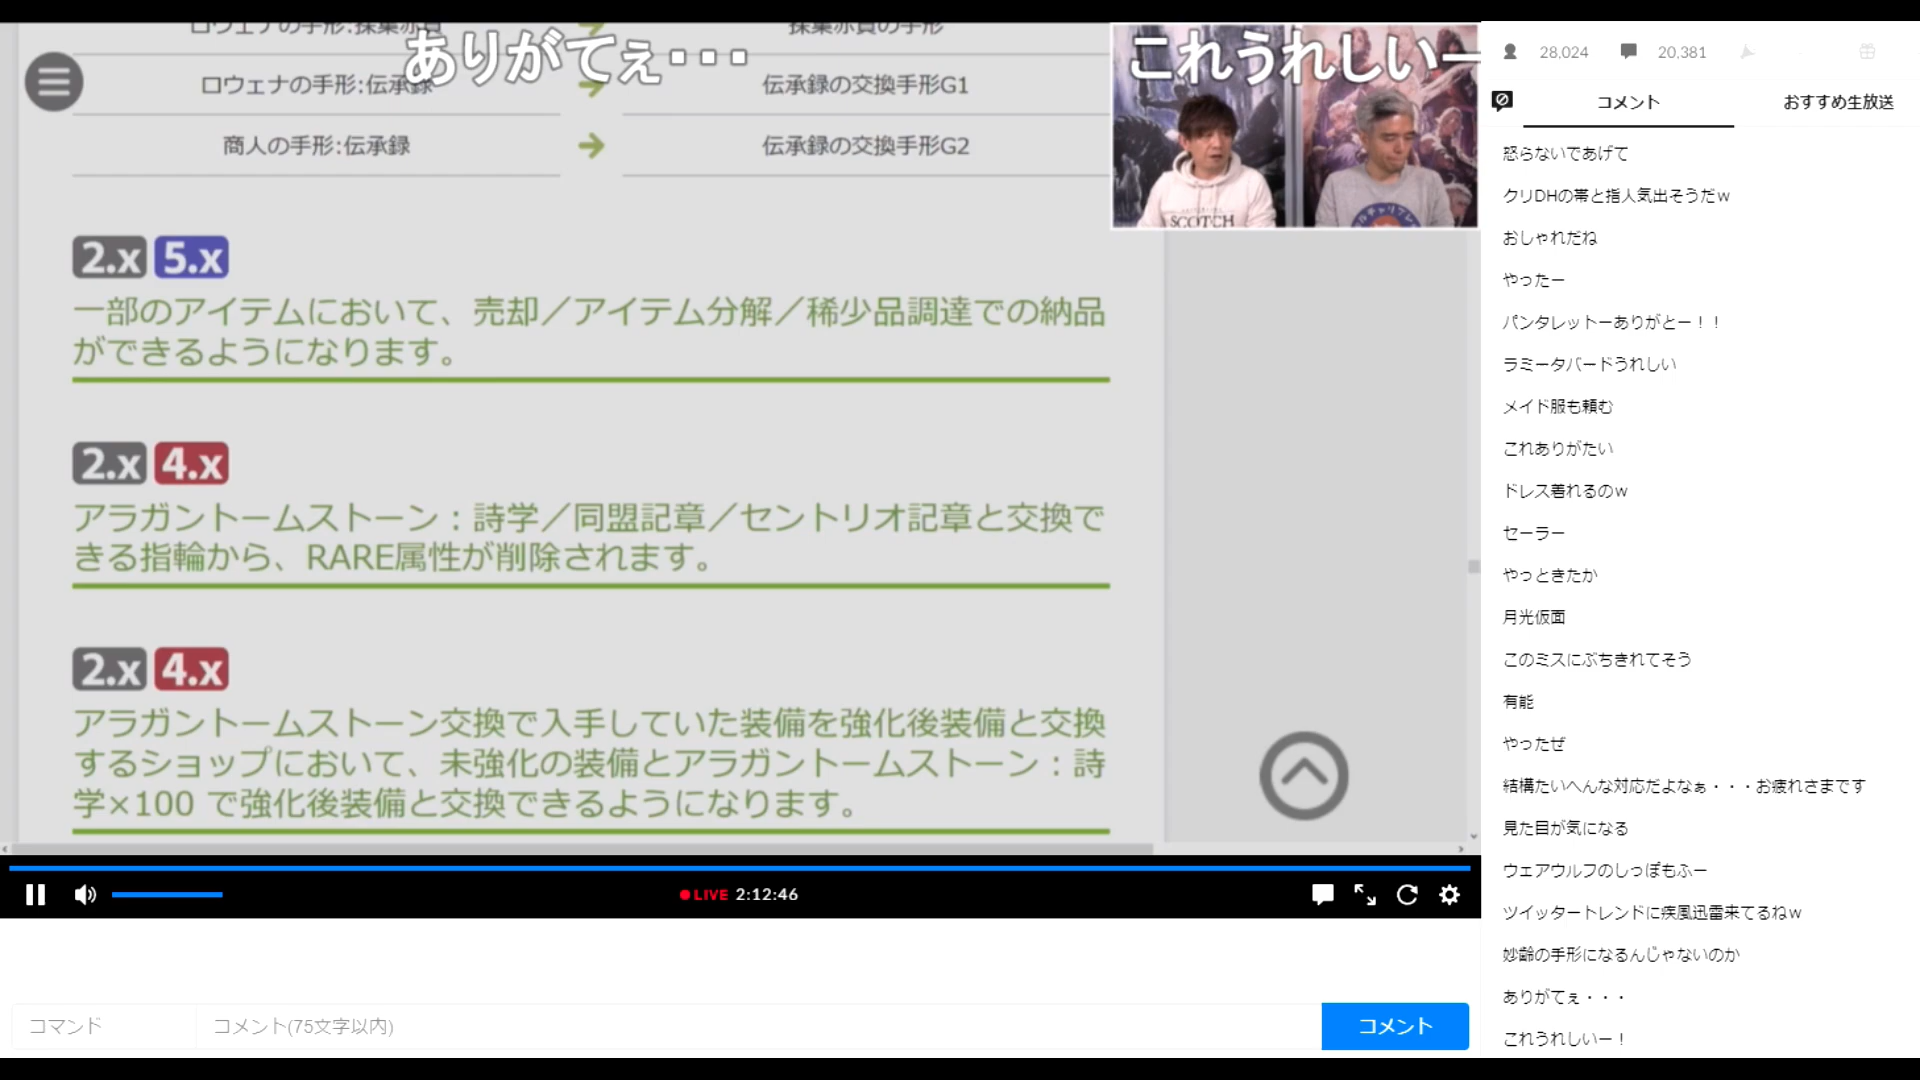 ロウェナの手形:採集赤貨
採集赤貨の手形
ありがてぇ・・・
これうれしいー
ロウェナの手形:伝承録
伝承録の交換手形G1
商人の手形:伝承録
伝承録の交換手形G2
SCOTCH
2.x 5.x
一部のアイテムにおいて、売却／アイテム分解／稀少品調達での納品
ができるようになります。
2.x 4.x
アラガントームストーン：詩学／同盟記章／セントリオ記章と交換で
きる指輪から、RARE属性が削除されます。
2.x 4.x
アラガントームストーン交換で入手していた装備を強化後装備と交換
するショップにおいて、未強化の装備とアラガントームストーン：詩
学×100 で強化後装備と交換できるようになります。
LIVE 2:12:46
コマンド
コメント(75文字以内)
コメント
28,024
20,381
コメント
おすすめ生放送
怒らないであげて
クリDHの帯と指人気出そうだw
おしゃれだね
やったー
パンタレットーありがとー！！
ラミータバードうれしい
メイド服も頼む
これありがたい
ドレス着れるのw
セーラー
やっときたか
月光仮面
このミスにぶちきれてそう
有能
やったぜ
結構たいへんな対応だよなぁ・・・お疲れさまです
見た目が気になる
ウェアウルフのしっぽもふー
ツイッタートレンドに疾風迅雷来てるねw
妙齢の手形になるんじゃないのか
ありがてぇ・・・
これうれしいー！